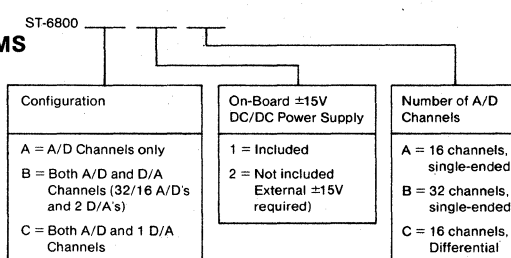 ST-6800
MS
Configuration
A = A/D Channels only
B = Both A/D and D/A
Channels (32/16 A/D's
and 2 D/A's)
C = Both A/D and 1 D/A
Channels
On-Board ±15V
DC/DC Power Supply
1 = Included
2 = Not included
External ±15V
required)
Number of A/D
Channels
A = 16 channels,
single-ended
B = 32 channels,
single-ended
C = 16 channels,
Differential